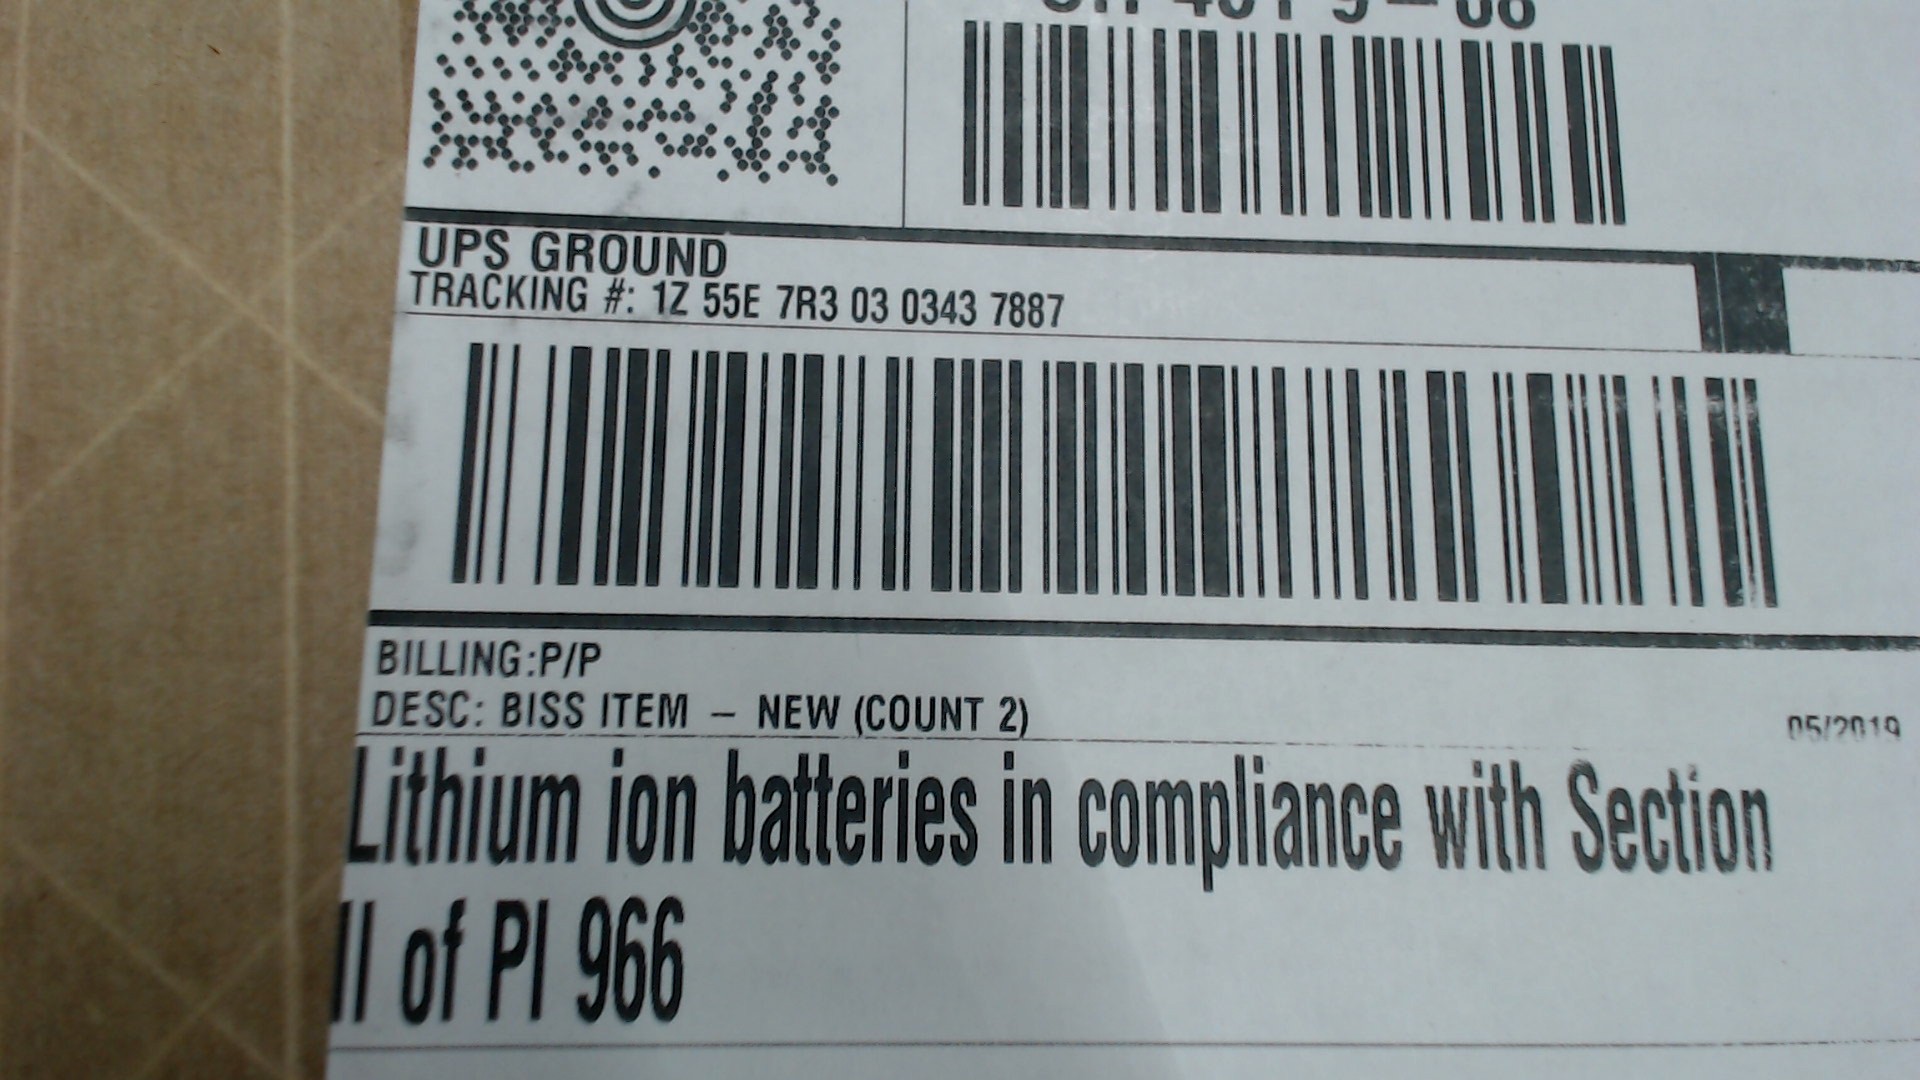 UPS GROUND
TRACKING #: 1Z 55E 7R3 03 0343 7887
BILLING:P/P
DESC: BISS ITEM – NEW (COUNT 2)
05/2019
Lithium ion batteries in compliance with Section
II of PI 966